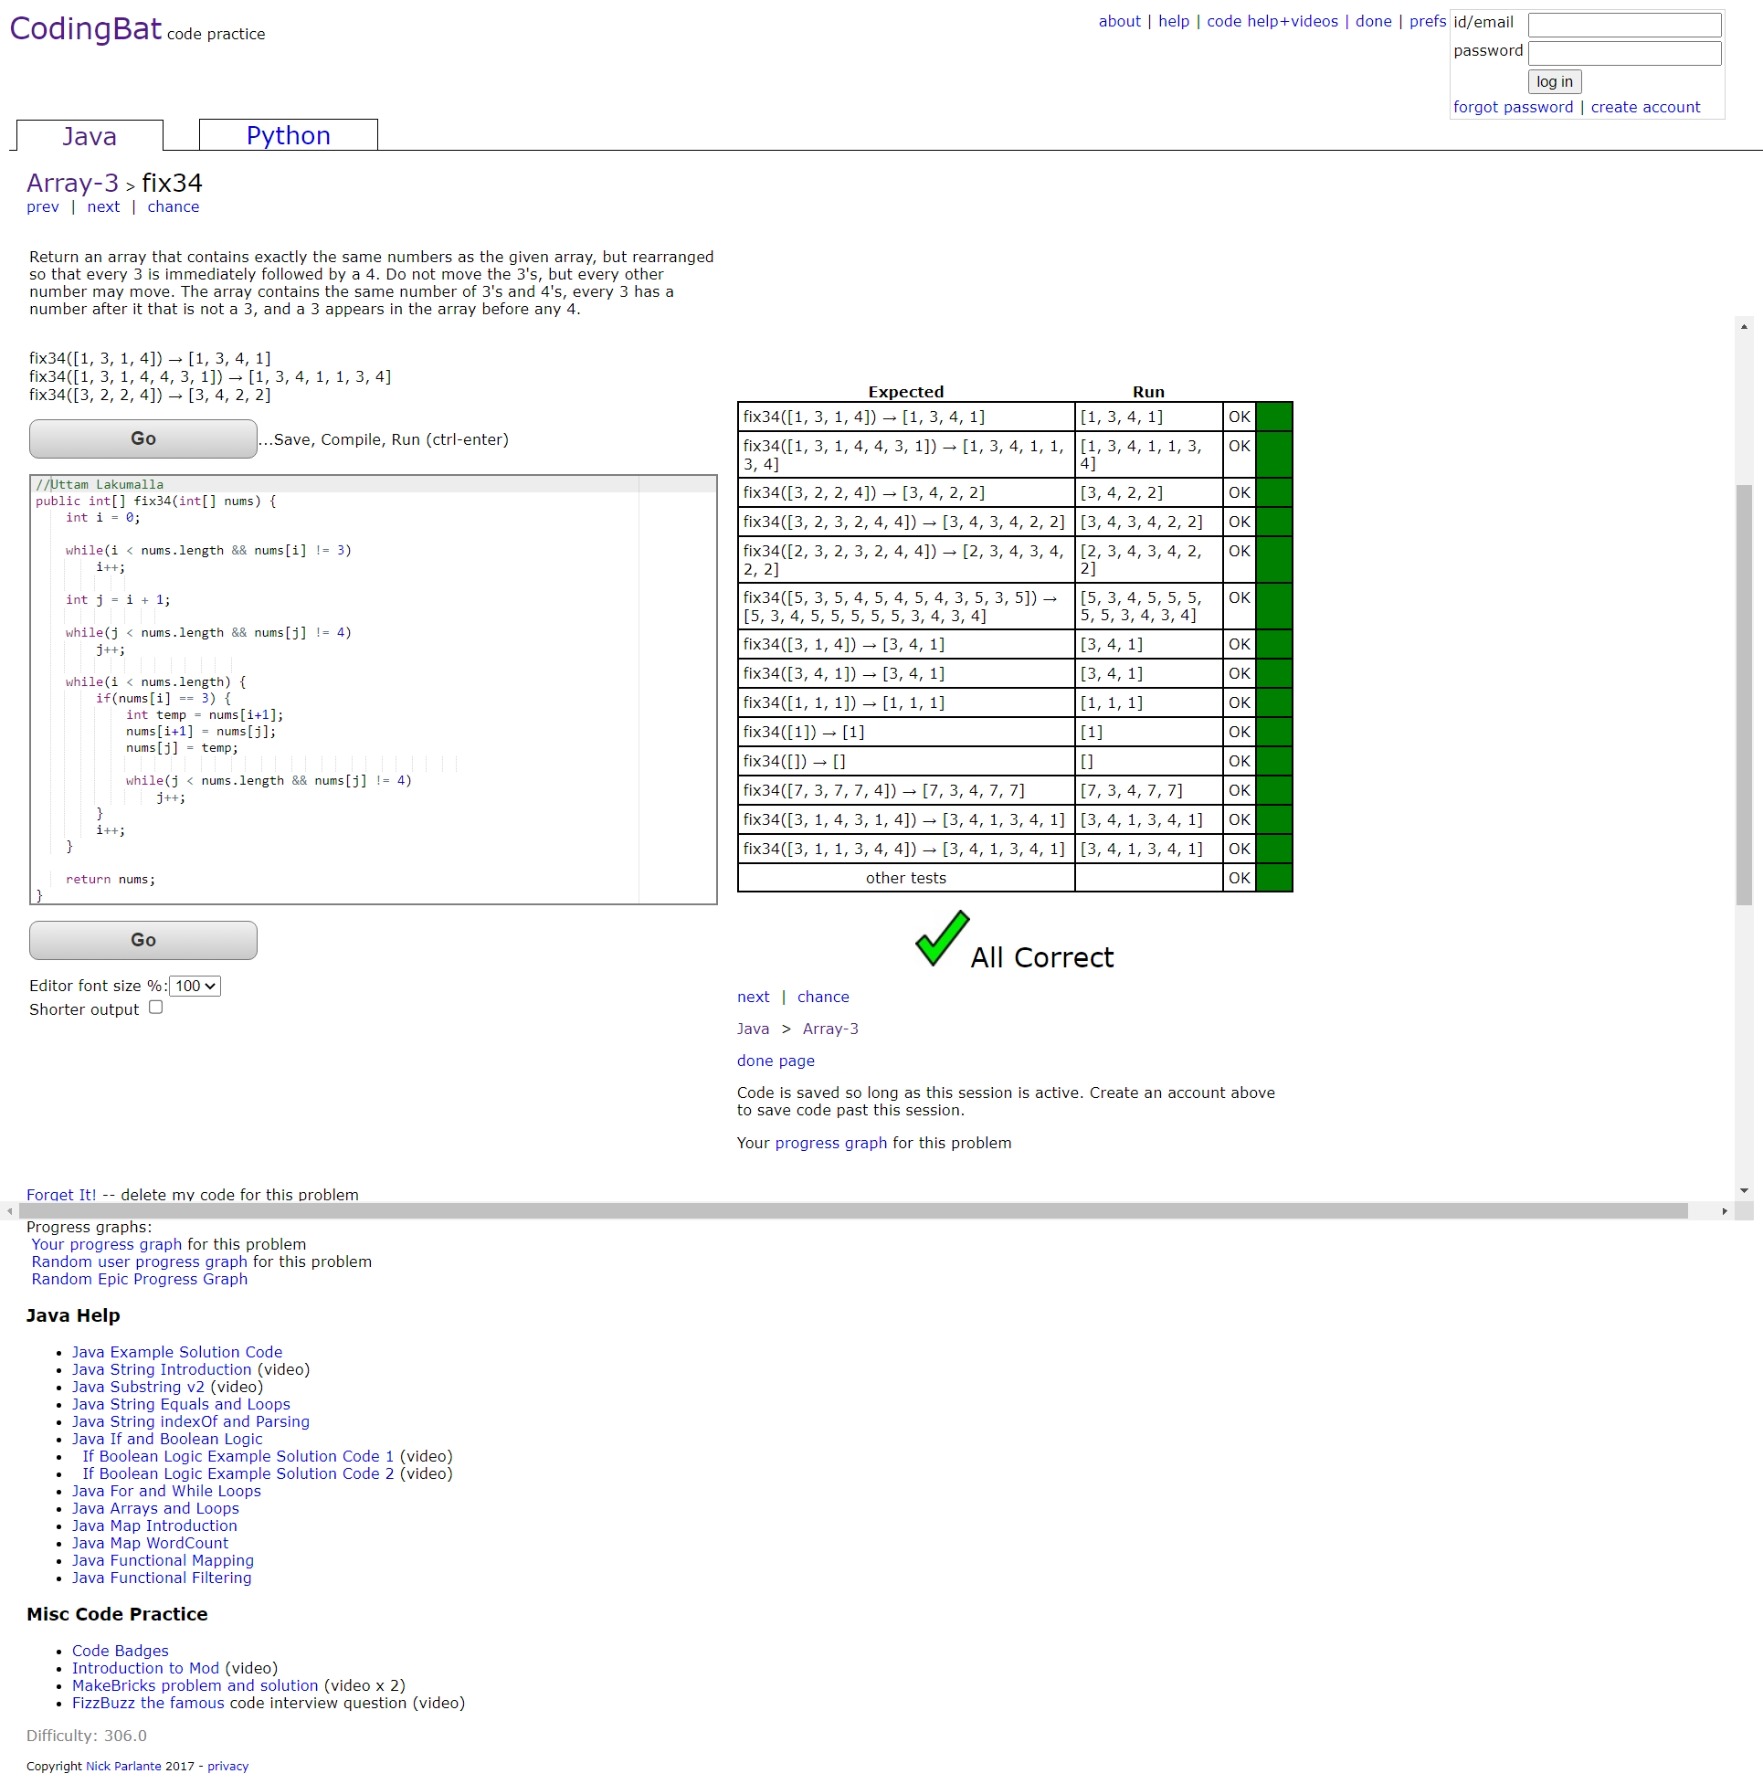 CodingBat code practice
about | help | code help+videos | done | prefs
id/email
password
log in
forgot password | create account
Java
Python
Array-3 > fix34
prev | next | chance
Return an array that contains exactly the same numbers as the given array, but rearranged
so that every 3 is immediately followed by a 4. Do not move the 3's, but every other
number may move. The array contains the same number of 3's and 4's, every 3 has a
number after it that is not a 3, and a 3 appears in the array before any 4.
fix34([1, 3, 1, 4]) → [1, 3, 4, 1]
fix34([1, 3, 1, 4, 4, 3, 1]) → [1, 3, 4, 1, 1, 3, 4]
fix34([3, 2, 2, 4]) → [3, 4, 2, 2]
Go ...Save, Compile, Run (ctrl-enter)
//Uttam Lakumalla
public int[] fix34(int[] nums) {
int i = 0;
while(i < nums.length && nums[i] != 3)
i++;
int j = i + 1;
while(j < nums.length && nums[j] != 4)
j++;
while(i < nums.length) {
if(nums[i] == 3) {
int temp = nums[i+1];
nums[i+1] = nums[j];
nums[j] = temp;
while(j < nums.length && nums[j] != 4)
j++;
}
i++;
}
return nums;
}
Go
Editor font size %: 100
Shorter output
Expected Run
fix34([1, 3, 1, 4]) → [1, 3, 4, 1] [1, 3, 4, 1] OK
fix34([1, 3, 1, 4, 4, 3, 1]) → [1, 3, 4, 1, 1, [1, 3, 4, 1, 1, 3, OK
3, 4] 4]
fix34([3, 2, 2, 4]) → [3, 4, 2, 2] [3, 4, 2, 2] OK
fix34([3, 2, 3, 2, 4, 4]) → [3, 4, 3, 4, 2, 2] [3, 4, 3, 4, 2, 2] OK
fix34([2, 3, 2, 3, 2, 4, 4]) → [2, 3, 4, 3, 4, [2, 3, 4, 3, 4, 2, OK
2, 2] 2]
fix34([5, 3, 5, 4, 5, 4, 5, 4, 3, 5, 3, 5]) → [5, 3, 4, 5, 5, 5, OK
[5, 3, 4, 5, 5, 5, 5, 5, 3, 4, 3, 4] 5, 5, 3, 4, 3, 4]
fix34([3, 1, 4]) → [3, 4, 1] [3, 4, 1] OK
fix34([3, 4, 1]) → [3, 4, 1] [3, 4, 1] OK
fix34([1, 1, 1]) → [1, 1, 1] [1, 1, 1] OK
fix34([1]) → [1] [1] OK
fix34([]) → [] [] OK
fix34([7, 3, 7, 7, 4]) → [7, 3, 4, 7, 7] [7, 3, 4, 7, 7] OK
fix34([3, 1, 4, 3, 1, 4]) → [3, 4, 1, 3, 4, 1] [3, 4, 1, 3, 4, 1] OK
fix34([3, 1, 1, 3, 4, 4]) → [3, 4, 1, 3, 4, 1] [3, 4, 1, 3, 4, 1] OK
other tests OK
All Correct
next | chance
Java > Array-3
done page
Code is saved so long as this session is active. Create an account above
to save code past this session.
Your progress graph for this problem
Forget It! -- delete my code for this problem
Progress graphs:
Your progress graph for this problem
Random user progress graph for this problem
Random Epic Progress Graph
Java Help
• Java Example Solution Code
• Java String Introduction (video)
• Java Substring v2 (video)
• Java String Equals and Loops
• Java String indexOf and Parsing
• Java If and Boolean Logic
• If Boolean Logic Example Solution Code 1 (video)
• If Boolean Logic Example Solution Code 2 (video)
• Java For and While Loops
• Java Arrays and Loops
• Java Map Introduction
• Java Map WordCount
• Java Functional Mapping
• Java Functional Filtering
Misc Code Practice
• Code Badges
• Introduction to Mod (video)
• MakeBricks problem and solution (video x 2)
• FizzBuzz the famous code interview question (video)
Difficulty: 306.0
Copyright Nick Parlante 2017 - privacy